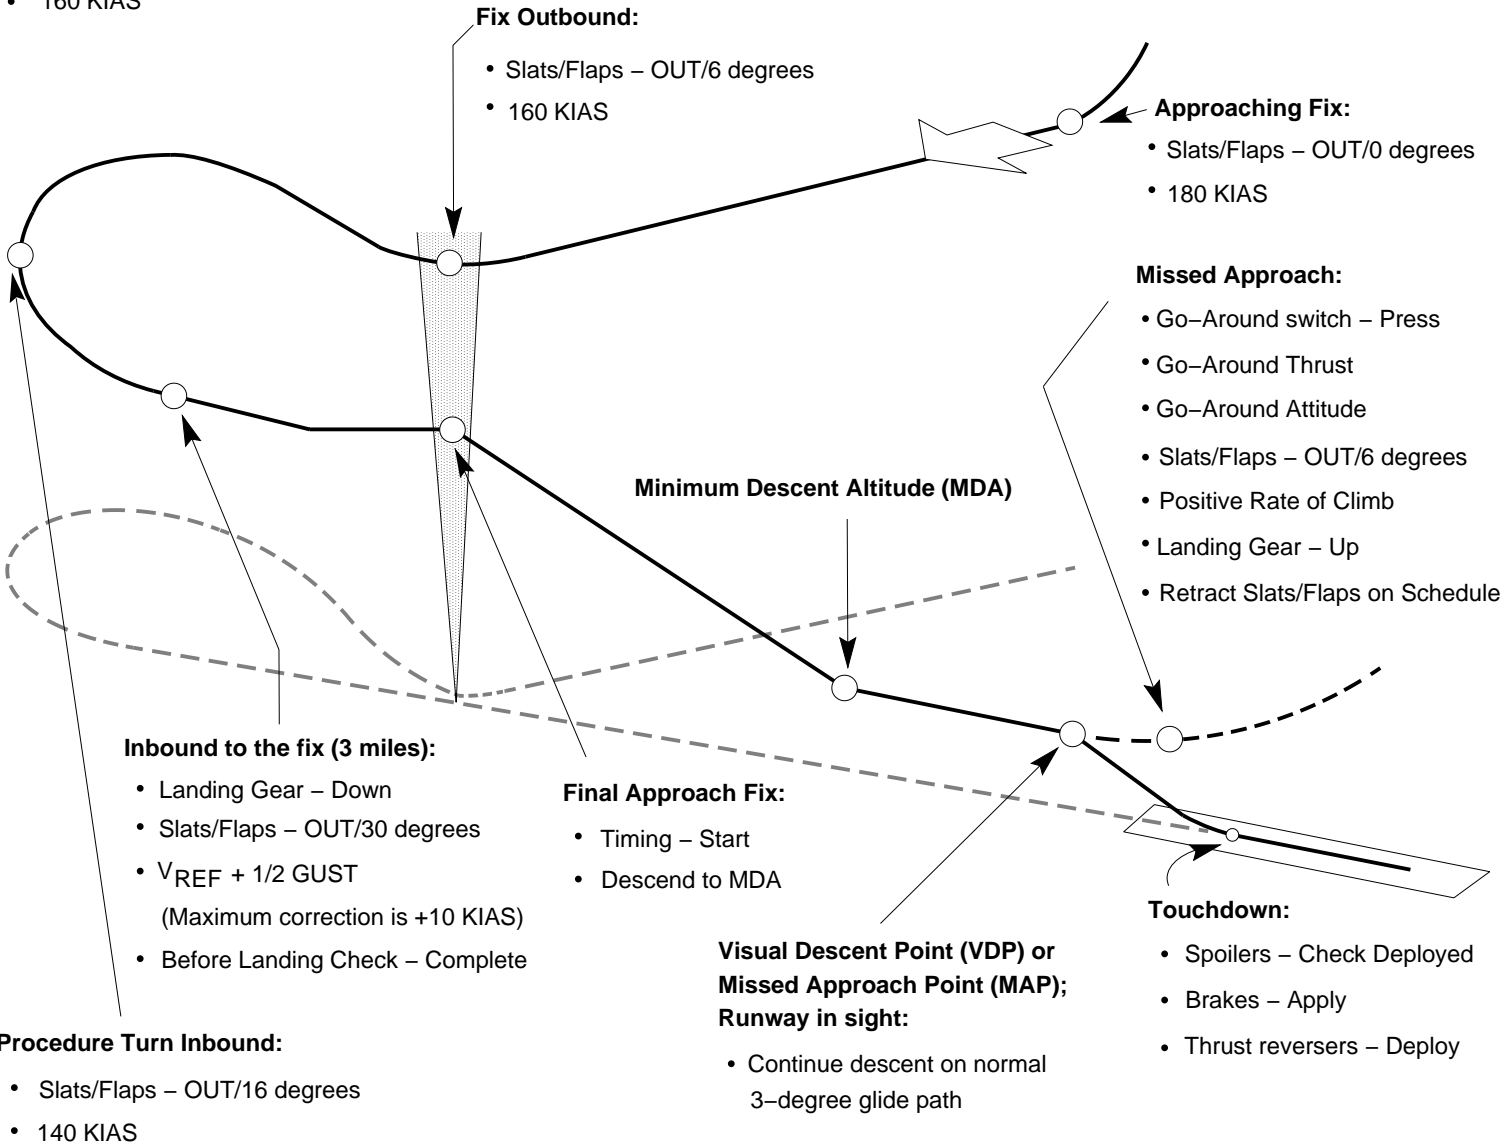 • 160 KIAS
Fix Outbound:
• Slats/Flaps – OUT/6 degrees
• 160 KIAS
Approaching Fix:
• Slats/Flaps – OUT/0 degrees
• 180 KIAS
Missed Approach:
• Go–Around switch – Press
• Go–Around Thrust
• Go–Around Attitude
• Slats/Flaps – OUT/6 degrees
• Positive Rate of Climb
• Landing Gear – Up
• Retract Slats/Flaps on Schedule
Minimum Descent Altitude (MDA)
Inbound to the fix (3 miles):
• Landing Gear – Down
• Slats/Flaps – OUT/30 degrees
• VREF + 1/2 GUST
(Maximum correction is +10 KIAS)
• Before Landing Check – Complete
Final Approach Fix:
• Timing – Start
• Descend to MDA
Visual Descent Point (VDP) or
Missed Approach Point (MAP);
Runway in sight:
• Continue descent on normal
3–degree glide path
Touchdown:
• Spoilers – Check Deployed
• Brakes – Apply
• Thrust reversers – Deploy
Procedure Turn Inbound:
• Slats/Flaps – OUT/16 degrees
• 140 KIAS